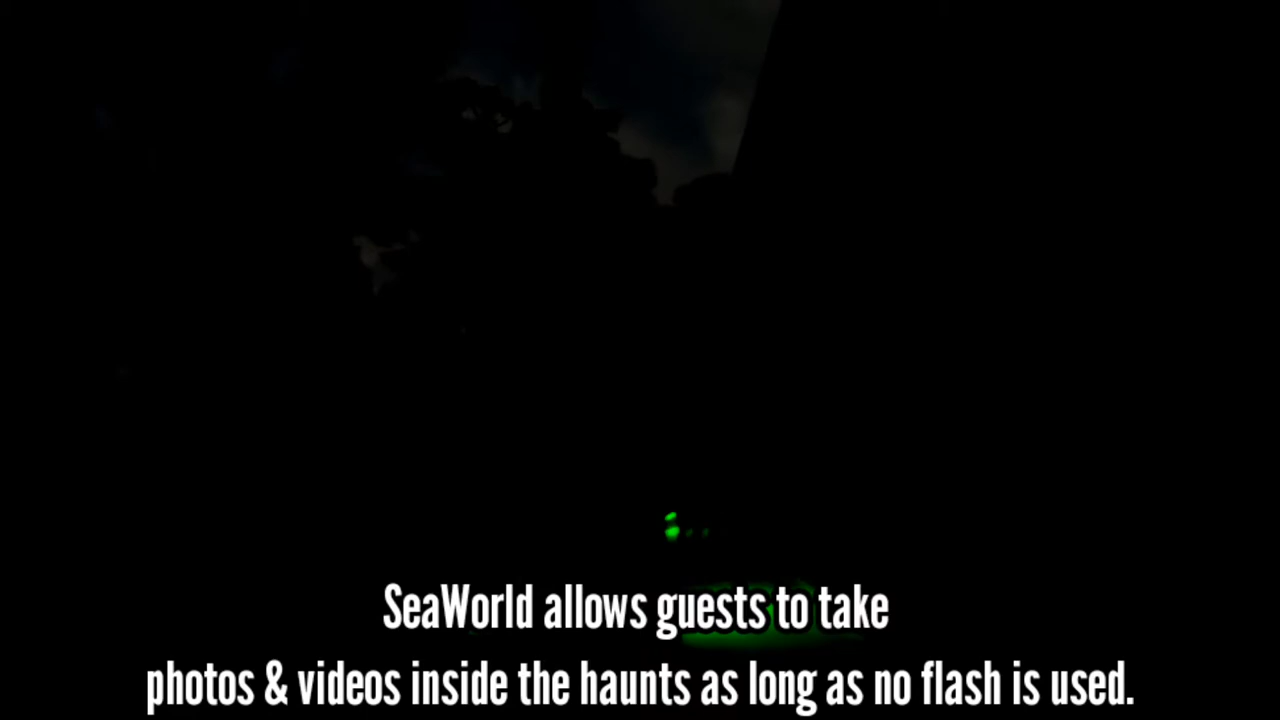 SeaWorld allows guests to take
photos & videos inside the haunts as long as no flash is used.